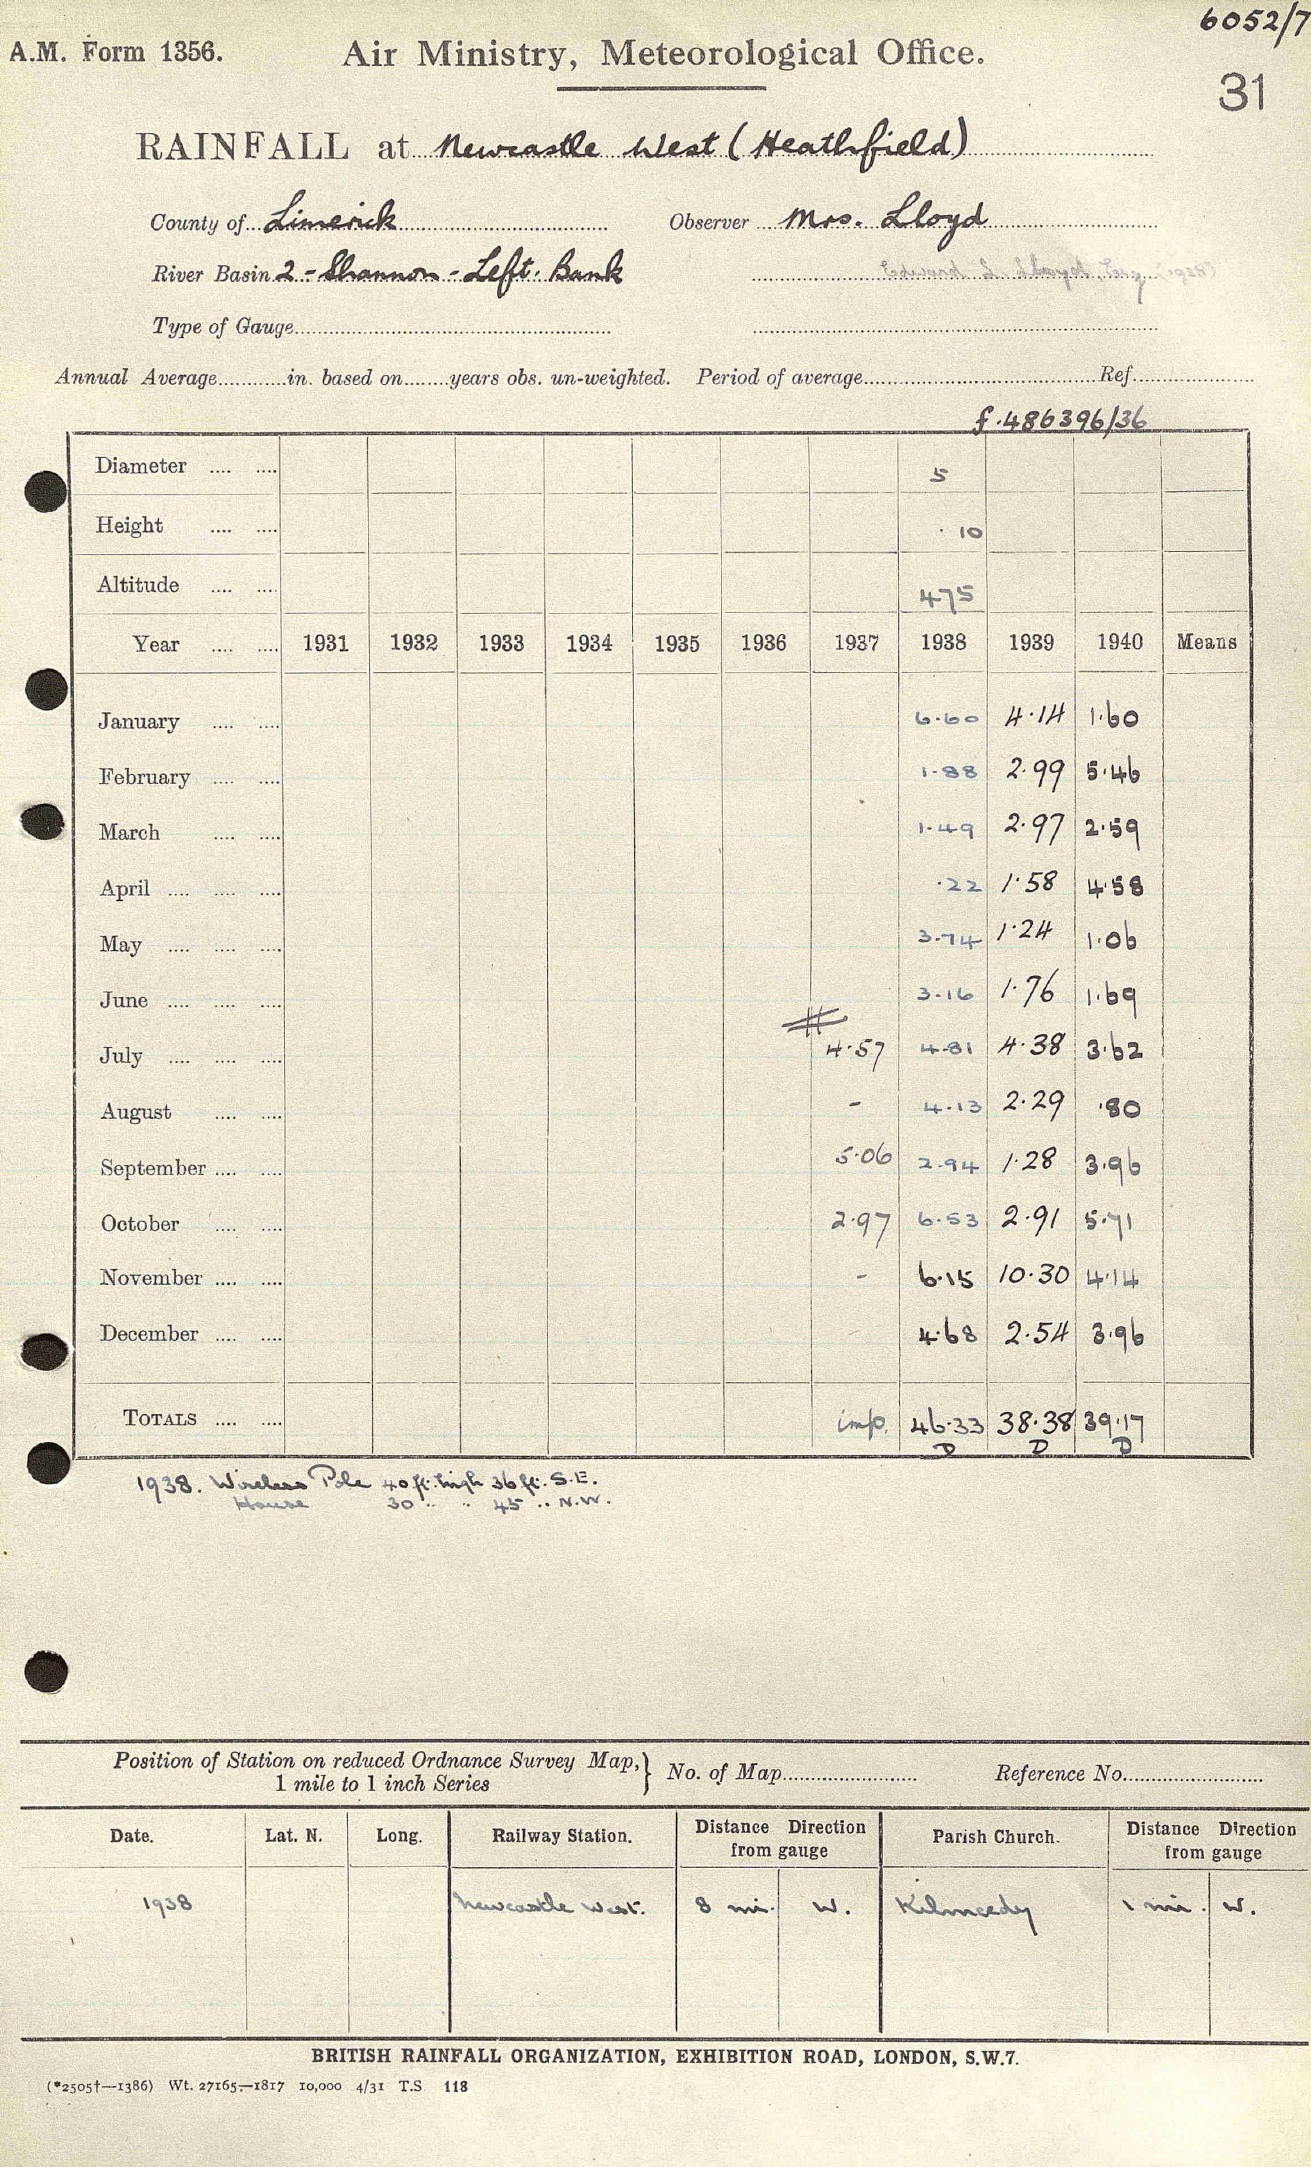 6052/7
A.M. Form 1356. Air Ministry, Meteorological Office.
31
RAINFALL at Newcastle West (Heathfield)
County of Limerick Observer Mrs. Lloyd
River Basin 2 - Shannon - Left. Bank Edward L. Lloyd, Esq (1938)
Type of Gauge
Annual Average in. based on years obs. un-weighted. Period of average Ref.
f.486396/36
Diameter .... .... 5
Height .... .... · 10
Altitude .... .... 475
Year .... .... 1931 1932 1933 1934 1935 1936 1937 1938 1939 1940 Means
January .... .... 6·60 4·14 1·60
February .... .... 1·88 2·99 5·46
March .... .... 1·49 2·97 2·59
April .... .... .... ·22 1·58 4·58
May .... .... .... 3·74 1·24 1·06
June .... .... .... 3·16 1·76 1·69
July .... .... .... 4·57 4·81 4·38 3·62
August .... .... - 4·13 2·29 ·80
September .... .... 5·06 2·94 1·28 3·96
October .... .... 2·97 6·53 2·91 5·71
November .... .... - 6·15 10·30 4·14
December .... .... 4·68 2·54 3·96
TOTALS .... .... imp. 46·33 38·38 39·17
D D D
1938. Wireless Pole 40 ft. high 36 ft. S.E.
House 30 " " 45 " N.W.
Position of Station on reduced Ordnance Survey Map, } No. of Map Reference No.
1 mile to 1 inch Series
Date. Lat. N. Long. Railway Station. Distance Direction from gauge Parish Church. Distance Direction from gauge
1938 Newcastle West. 8 mi. W. Kilmeedy 1 mi. W.
BRITISH RAINFALL ORGANIZATION, EXHIBITION ROAD, LONDON, S.W.7.
(*2505†—1386) Wt. 27165—1817 10,000 4/31 T.S 118